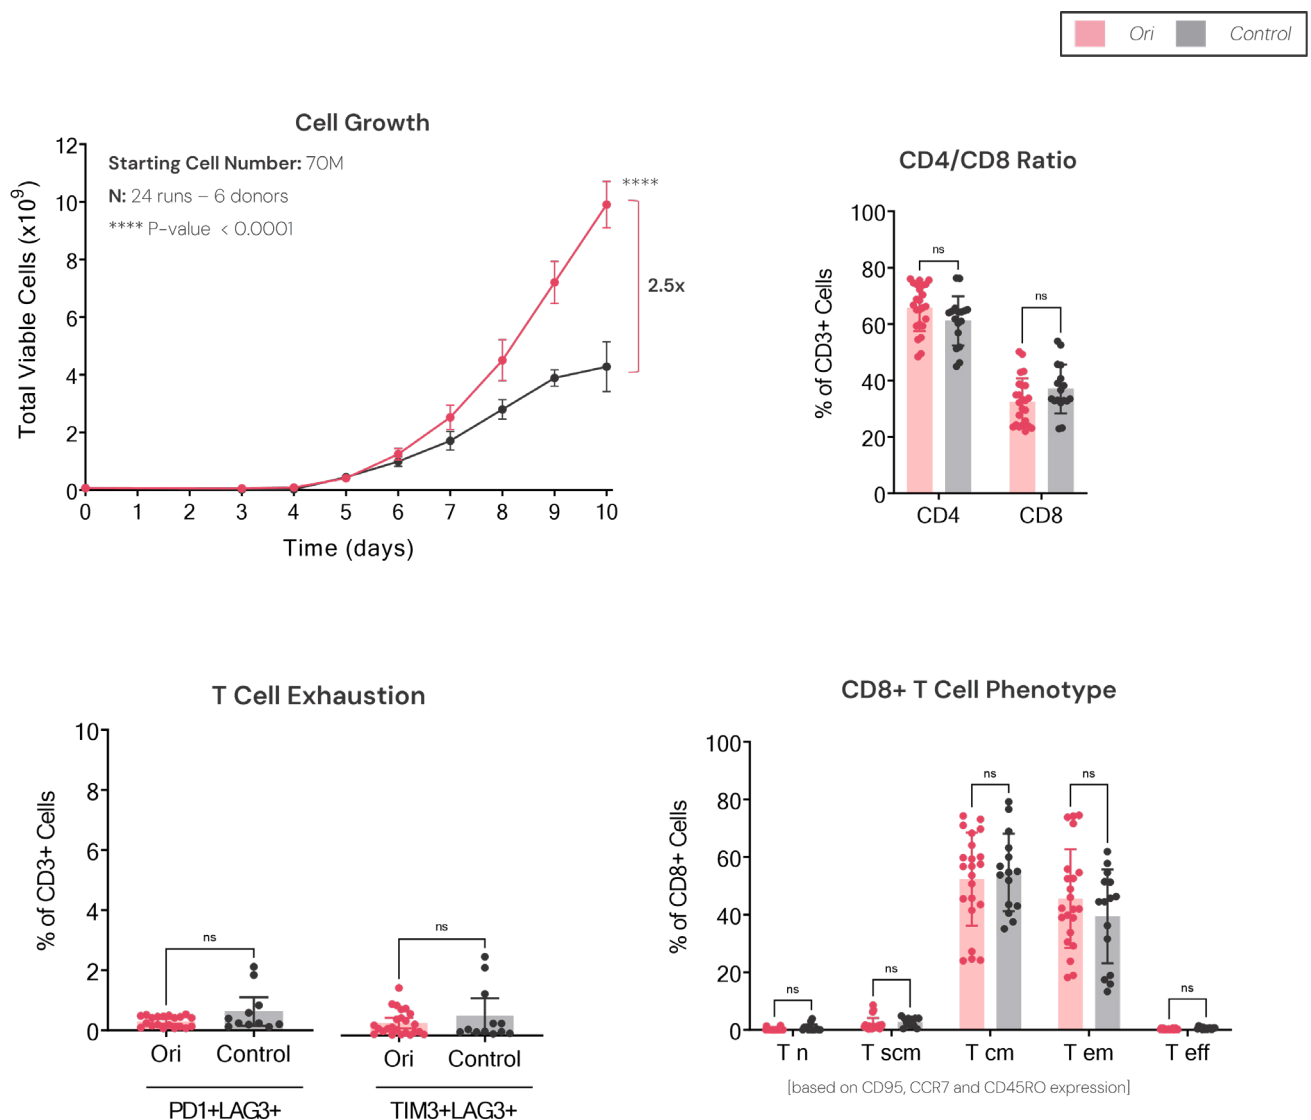 Ori Control
Cell Growth
Starting Cell Number: 70M
N: 24 runs – 6 donors
**** P-value < 0.0001
****
2.5x
Total Viable Cells (x10⁹)
12
10
8
6
4
2
0
0 1 2 3 4 5 6 7 8 9 10
Time (days)
CD4/CD8 Ratio
% of CD3+ Cells
100
80
60
40
20
0
ns
ns
CD4 CD8
T Cell Exhaustion
% of CD3+ Cells
10
8
6
4
2
0
ns
ns
Ori Control Ori Control
PD1+LAG3+ TIM3+LAG3+
CD8+ T Cell Phenotype
% of CD8+ Cells
100
80
60
40
20
0
ns
ns
ns
ns
ns
T n T scm T cm T em T eff
[based on CD95, CCR7 and CD45RO expression]